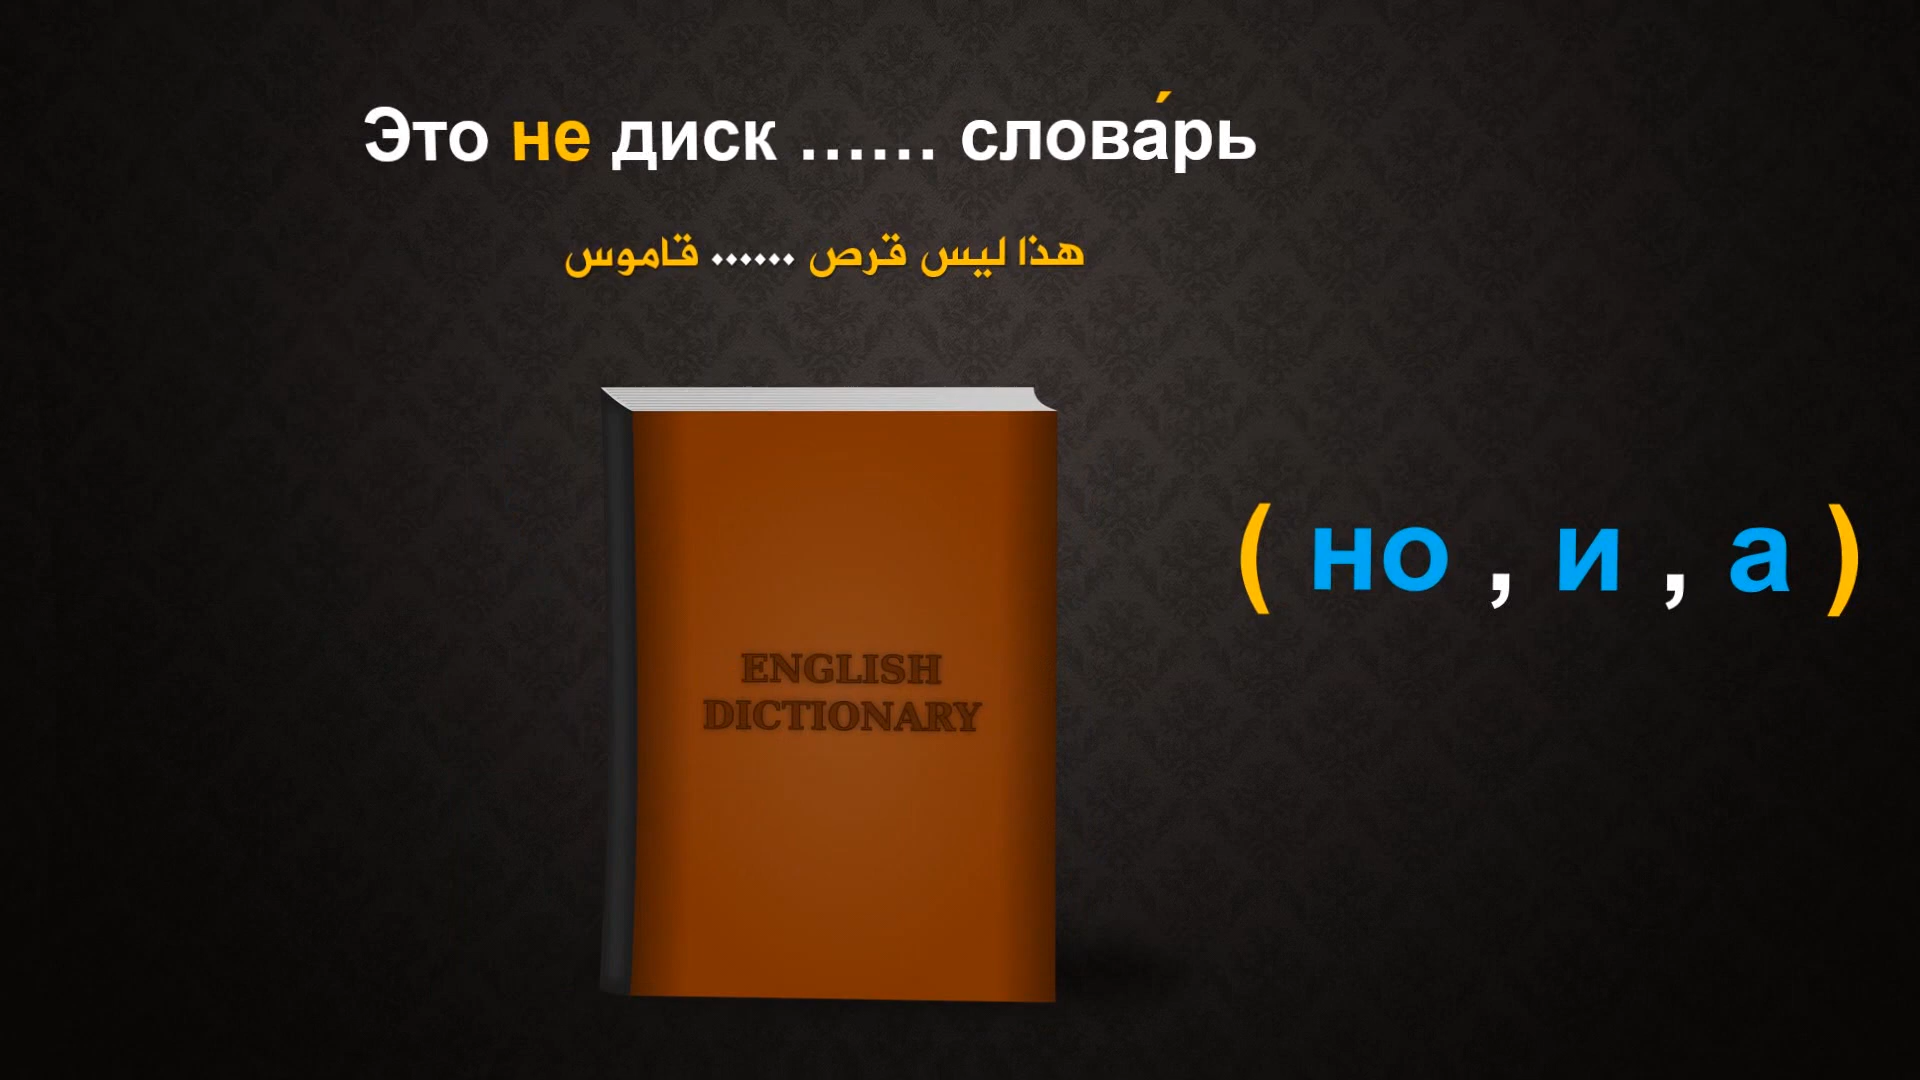 Это не диск …… слова́рь
هذا ليس قرص ...... قاموس
( но , и , а )
ENGLISH
DICTIONARY